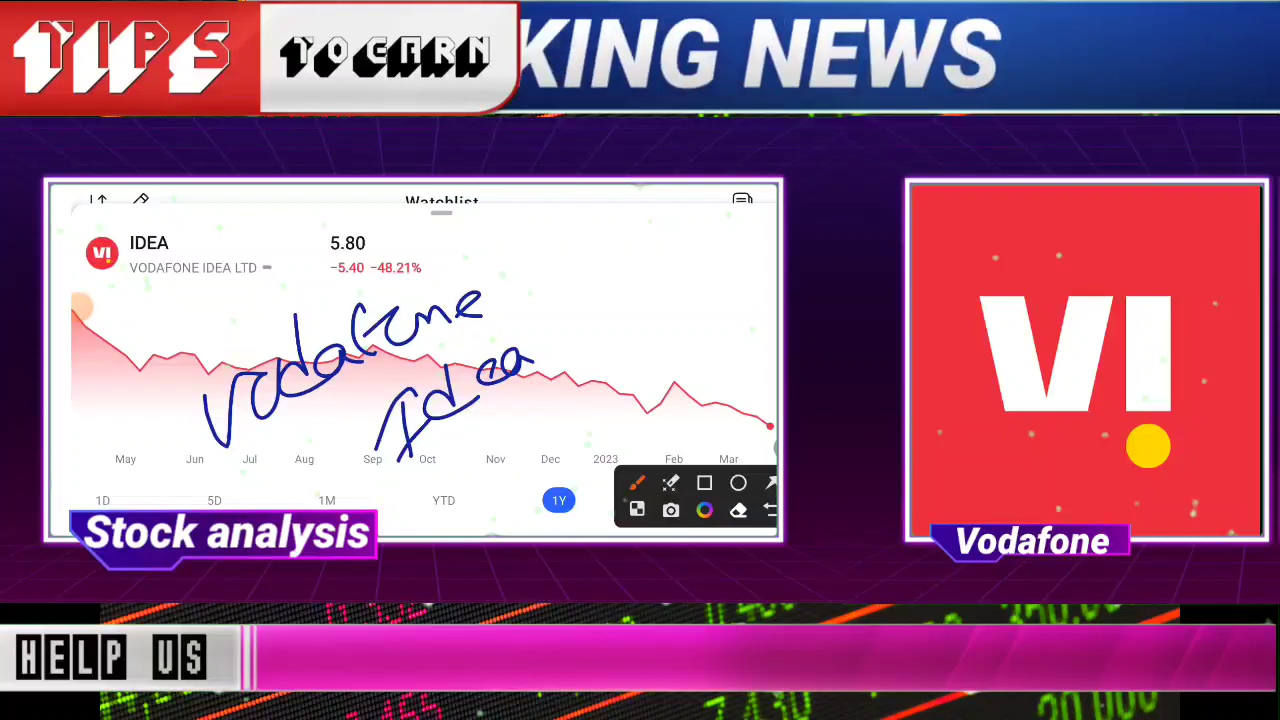 TIPS
TO EARN
KING NEWS
Watchlist
VI
IDEA
5.80
VODAFONE IDEA LTD
−5.40 −48.21%
Vodafone
Idea
May Jun Jul Aug Sep Oct Nov Dec 2023 Feb Mar
1D 5D 1M YTD 1Y
Stock analysis
VI
Vodafone
HELP US